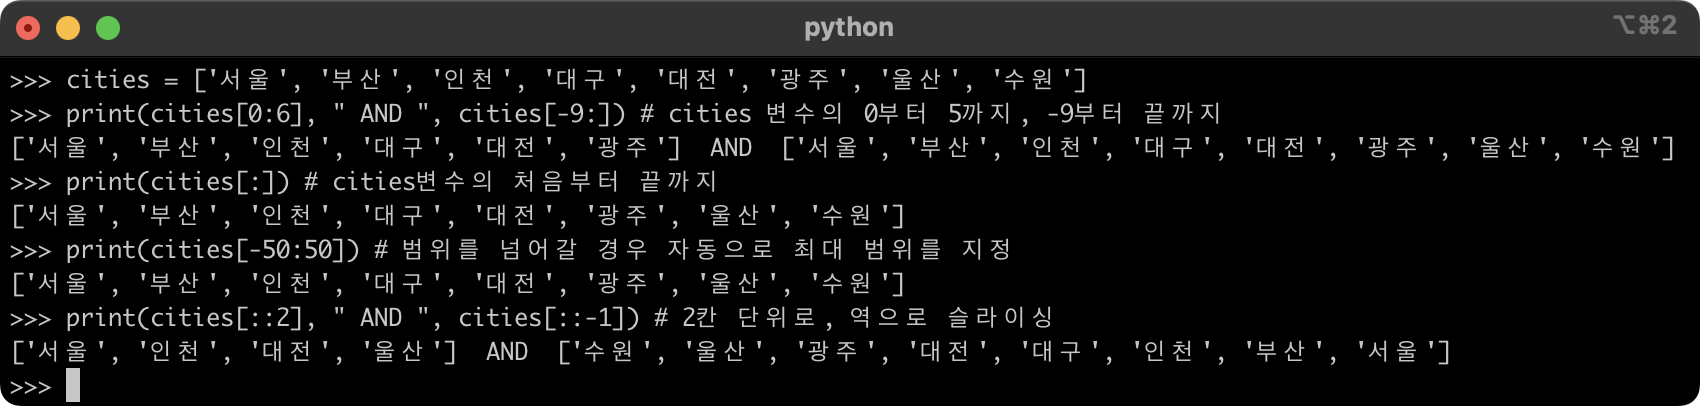 python
⌥⌘2
>>> cities = ['서울', '부산', '인천', '대구', '대전', '광주', '울산', '수원']
>>> print(cities[0:6], " AND ", cities[-9:]) # cities 변수의 0부터 5까지, -9부터 끝까지
['서울', '부산', '인천', '대구', '대전', '광주']  AND  ['서울', '부산', '인천', '대구', '대전', '광주', '울산', '수원']
>>> print(cities[:]) # cities변수의 처음부터 끝까지
['서울', '부산', '인천', '대구', '대전', '광주', '울산', '수원']
>>> print(cities[-50:50]) # 범위를 넘어갈 경우 자동으로 최대 범위를 지정
['서울', '부산', '인천', '대구', '대전', '광주', '울산', '수원']
>>> print(cities[::2], " AND ", cities[::-1]) # 2칸 단위로, 역으로 슬라이싱
['서울', '인천', '대전', '울산']  AND  ['수원', '울산', '광주', '대전', '대구', '인천', '부산', '서울']
>>>